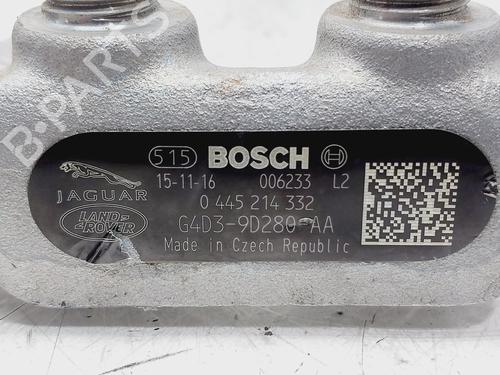 B-PARTS
515 BOSCH
15-11-16 006233 L2
JAGUAR
0 445 214 332
LAND-
ROVER
G4D3-9D280-AA
Made in Czech Republic